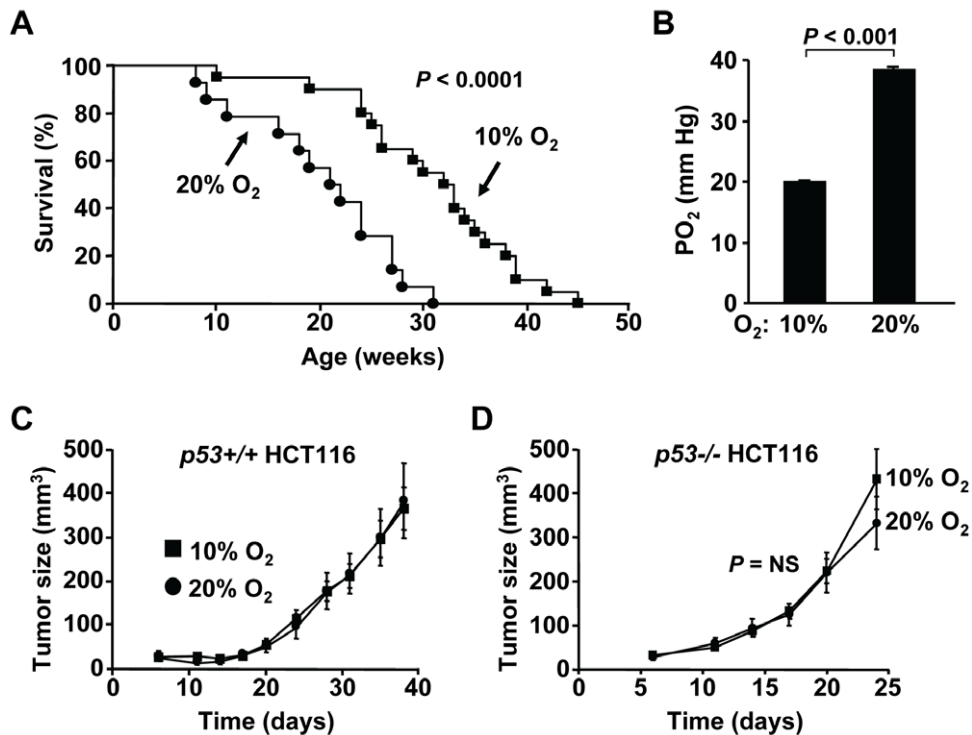 A
Survival (%)
100
80
60
40
20
0
P < 0.0001
20% O₂
10% O₂
0 10 20 30 40 50
Age (weeks)
B
P < 0.001
PO₂ (mm Hg)
40
30
20
10
0
O₂: 10% 20%
C
p53+/+ HCT116
Tumor size (mm³)
500
400
300
200
100
0
10% O₂
20% O₂
0 10 20 30 40
Time (days)
D
p53-/- HCT116
Tumor size (mm³)
500
400
300
200
100
0
10% O₂
20% O₂
P = NS
0 5 10 15 20 25
Time (days)